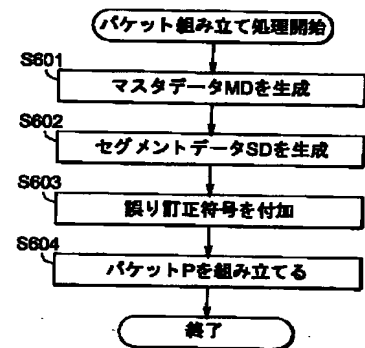 パケット組み立て処理開始
S601
マスタデータMDを生成
S602
セグメントデータSDを生成
S603
誤り訂正符号を付加
S604
パケットPを組み立てる
終了